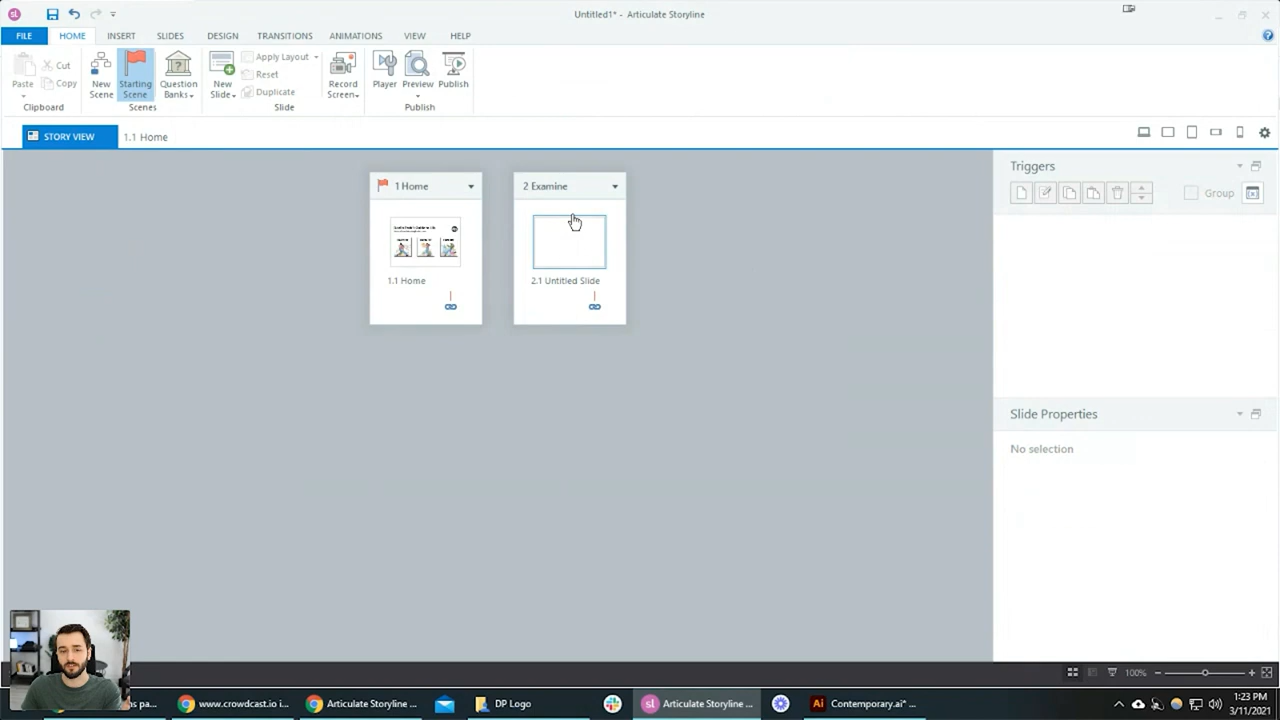 sl
Untitled1* - Articulate Storyline
FILE HOME INSERT SLIDES DESIGN TRANSITIONS ANIMATIONS VIEW HELP
Paste
Cut
Copy
Clipboard
New Scene
Starting Scene
Question Banks
Scenes
New Slide
Apply Layout
Reset
Duplicate
Slide
Record Screen
Player
Preview
Publish
Publish
STORY VIEW
1.1 Home
1 Home
1.1 Home
2 Examine
2.1 Untitled Slide
Triggers
Group
Slide Properties
No selection
100%
www.crowdcast.io i...
Articulate Storyline ...
DP Logo
sl Articulate Storyline ...
Ai Contemporary.ai* ...
1:23 PM
3/11/2021